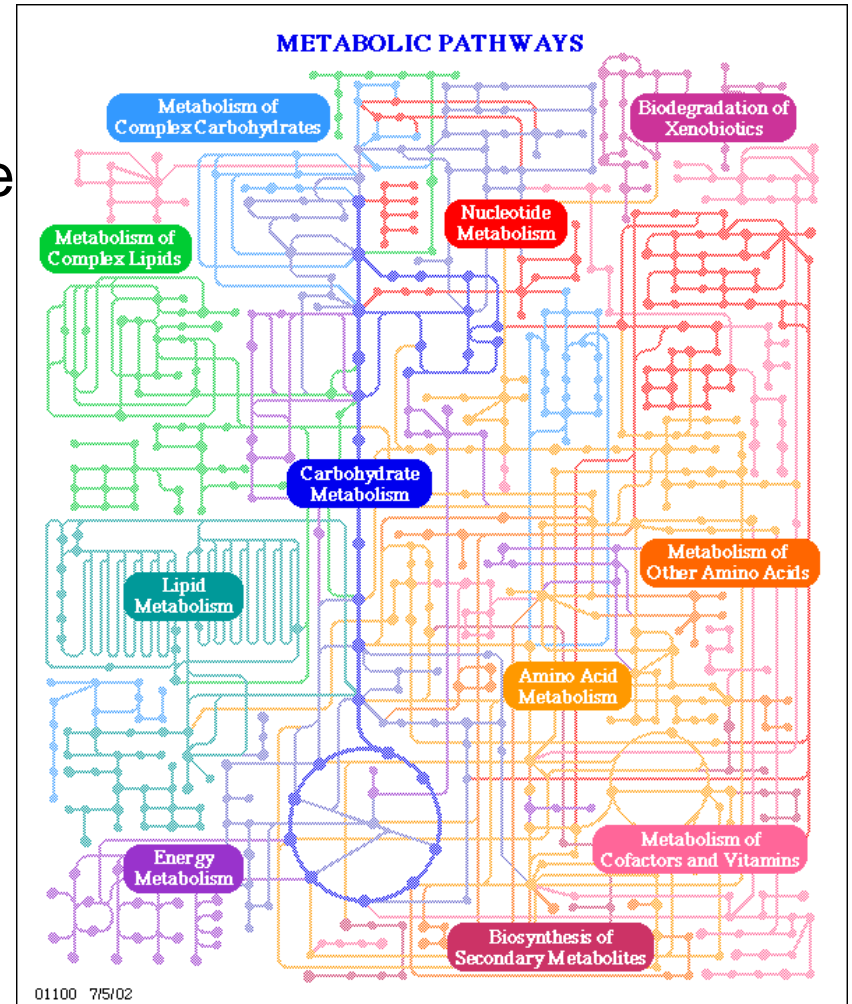 METABOLIC PATHWAYS
Metabolism of
Complex Carbohydrates
Biodegradation of
Xenobiotics
e
Nucleotide
Metabolism
Metabolism of
Complex Lipids
Carbohydrate
Metabolism
Metabolism of
Other Amino Acids
Lipid
Metabolism
Amino Acid
Metabolism
Metabolism of
Cofactors and Vitamins
Energy
Metabolism
Biosynthesis of
Secondary Metabolites
01100 7/5/02